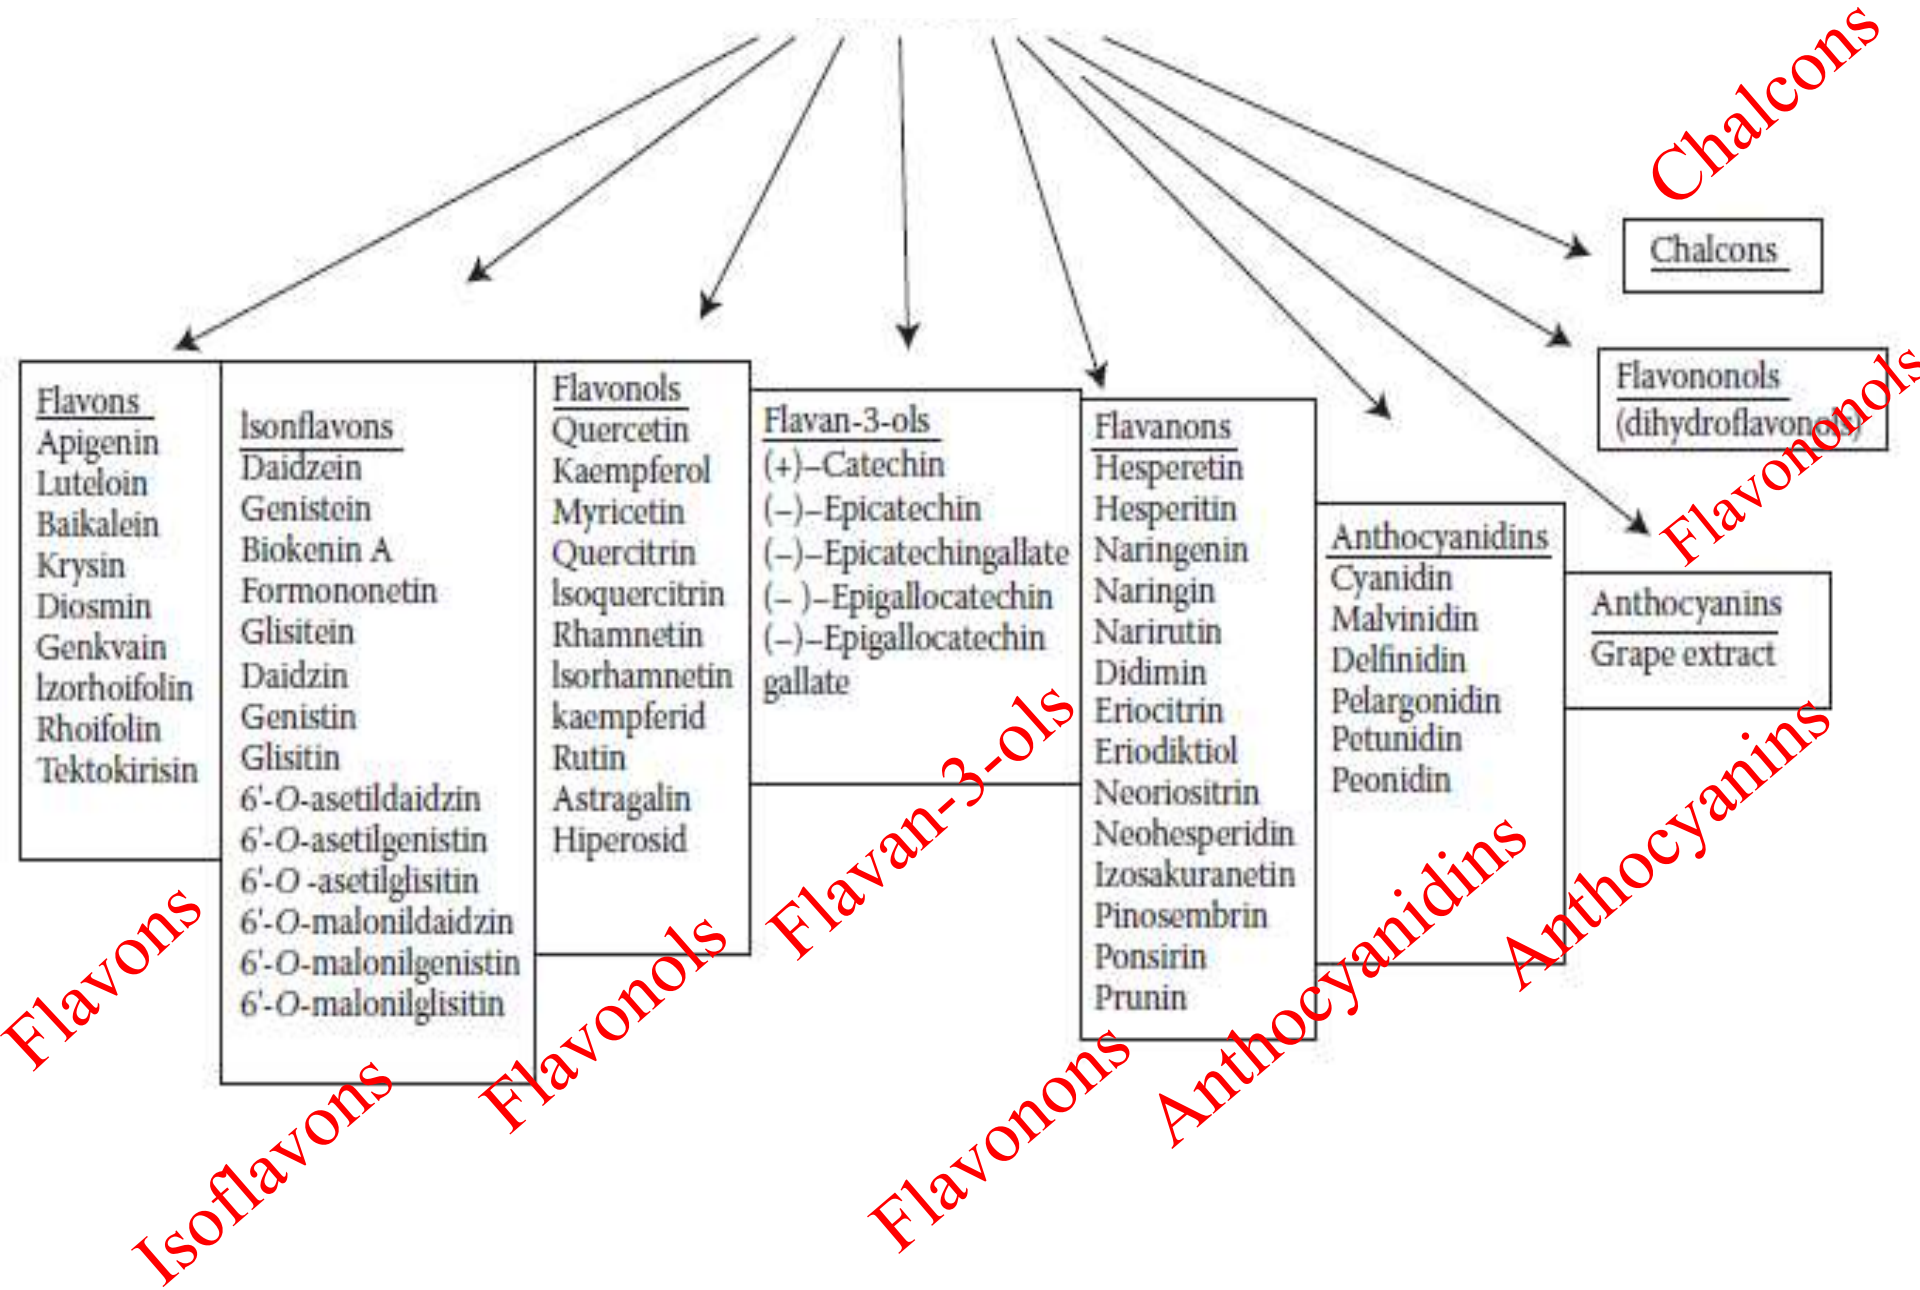 Chalcons
Chalcons
Flavononols
(dihydroflavonols)
Flavononols
Flavons
Apigenin
Luteloin
Baikalein
Krysin
Diosmin
Genkvain
Izorhoifolin
Rhoifolin
Tektokirisin
Flavons
Isonflavons
Daidzein
Genistein
Biokenin A
Formononetin
Glisitein
Daidzin
Genistin
Glisitin
6'-O-asetildaidzin
6'-O-asetilgenistin
6'-O -asetilglisitin
6'-O-malonildaidzin
6'-O-malonilgenistin
6'-O-malonilglisitin
Isoflavons
Flavonols
Quercetin
Kaempferol
Myricetin
Quercitrin
Isoquercitrin
Rhamnetin
Isorhamnetin
kaempferid
Rutin
Astragalin
Hiperosid
Flavonols
Flavan-3-ols
(+)–Catechin
(–)–Epicatechin
(–)–Epicatechingallate
(– )–Epigallocatechin
(–)–Epigallocatechin
gallate
Flavan-3-ols
Flavanons
Hesperetin
Hesperitin
Naringenin
Naringin
Narirutin
Didimin
Eriocitrin
Eriodiktiol
Neoriositrin
Neohesperidin
Izosakuranetin
Pinosembrin
Ponsirin
Prunin
Flavonons
Anthocyanidins
Cyanidin
Malvinidin
Delfinidin
Pelargonidin
Petunidin
Peonidin
Anthocyanidins
Anthocyanins
Grape extract
Anthocyanins